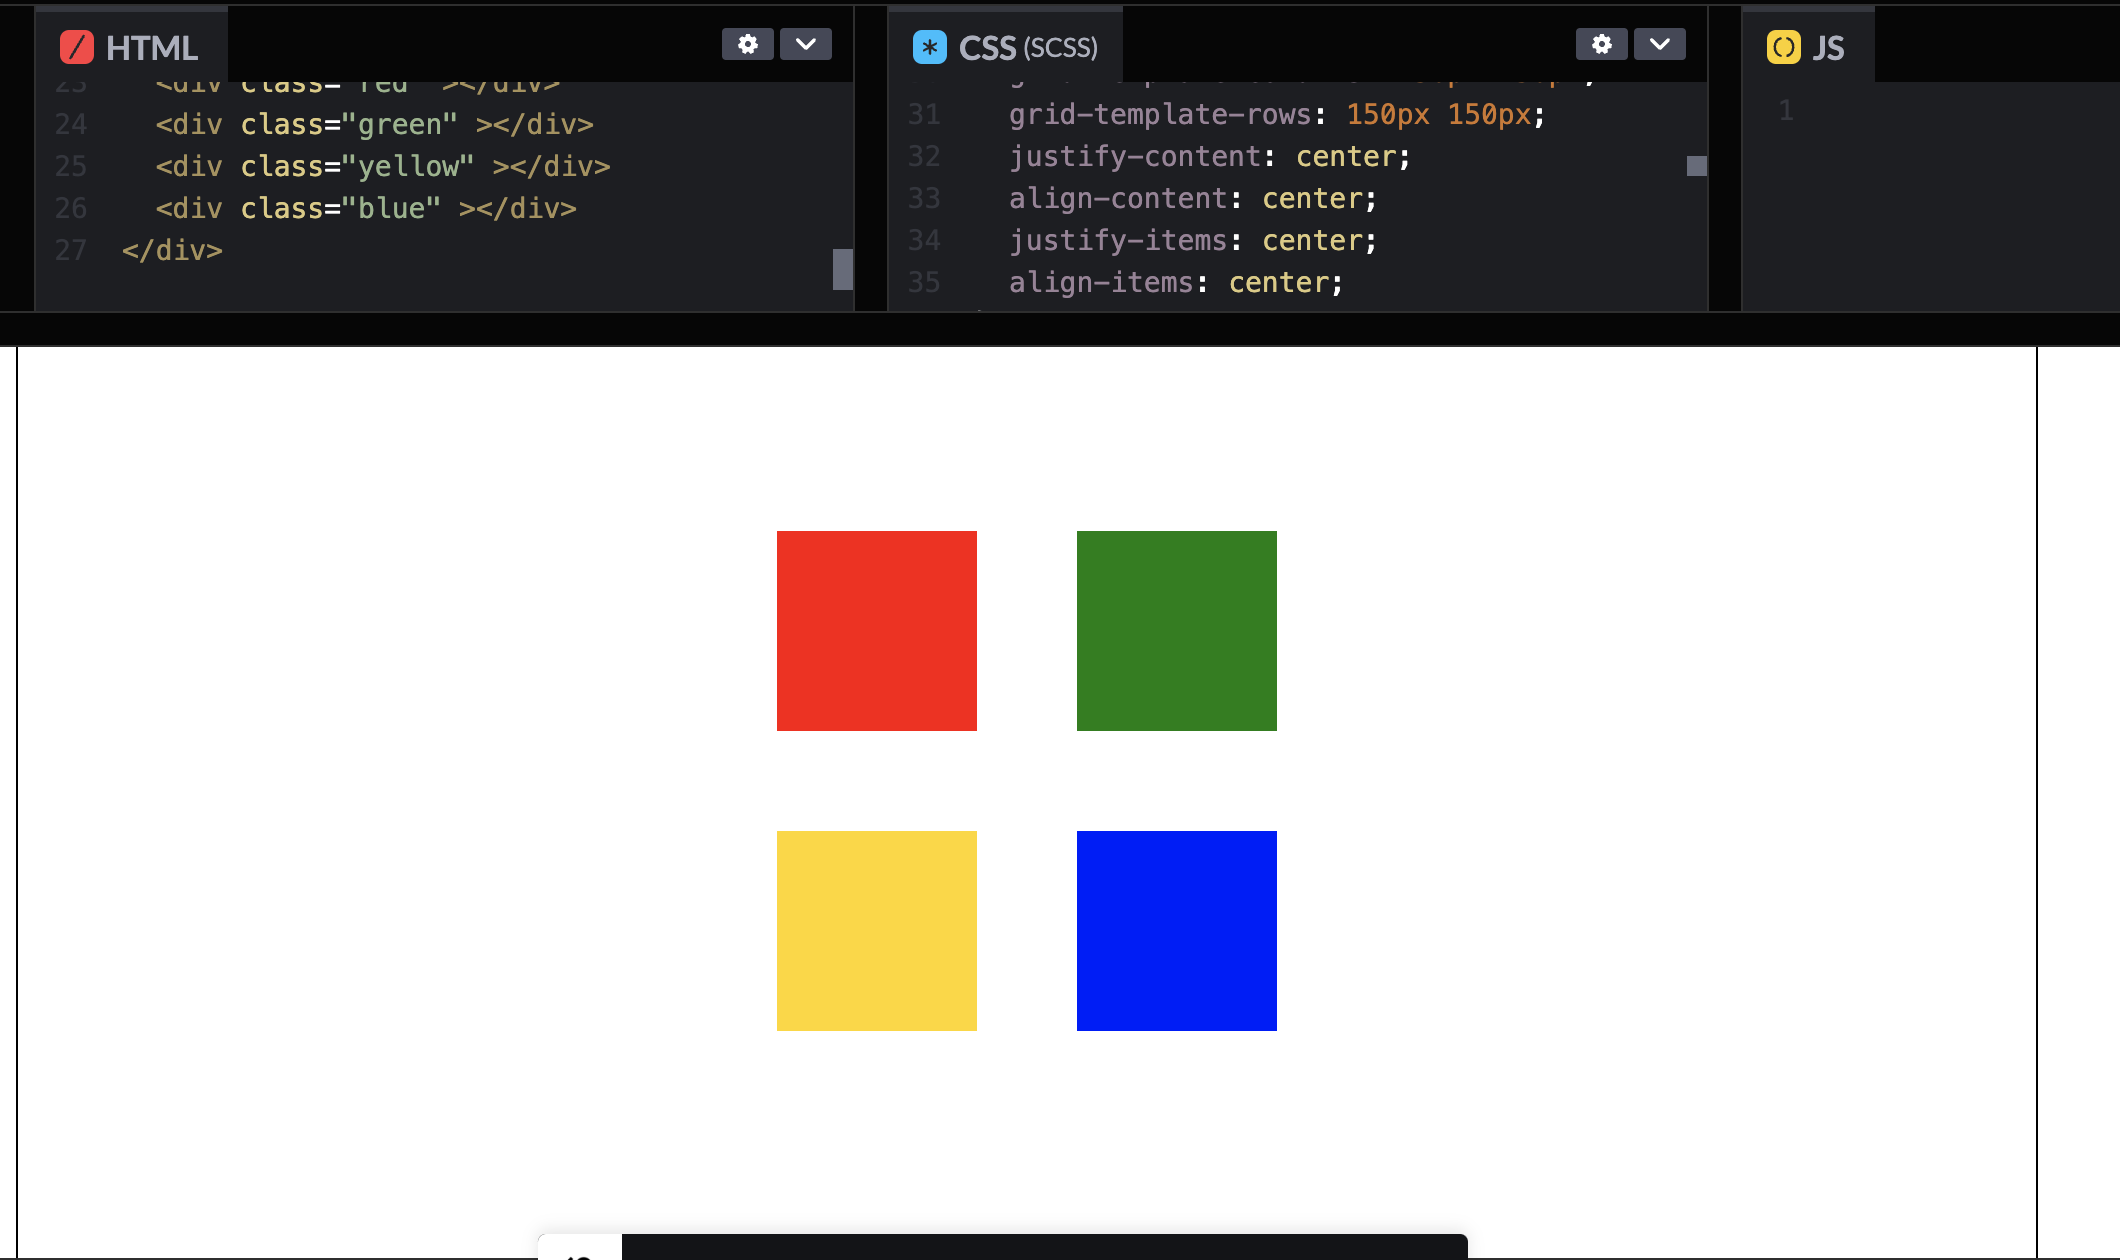 HTML
23 <div class="red" ></div>
24 <div class="green" ></div>
25 <div class="yellow" ></div>
26 <div class="blue" ></div>
27 </div>
CSS (SCSS)
31 grid-template-rows: 150px 150px;
32 justify-content: center;
33 align-content: center;
34 justify-items: center;
35 align-items: center;
JS
1